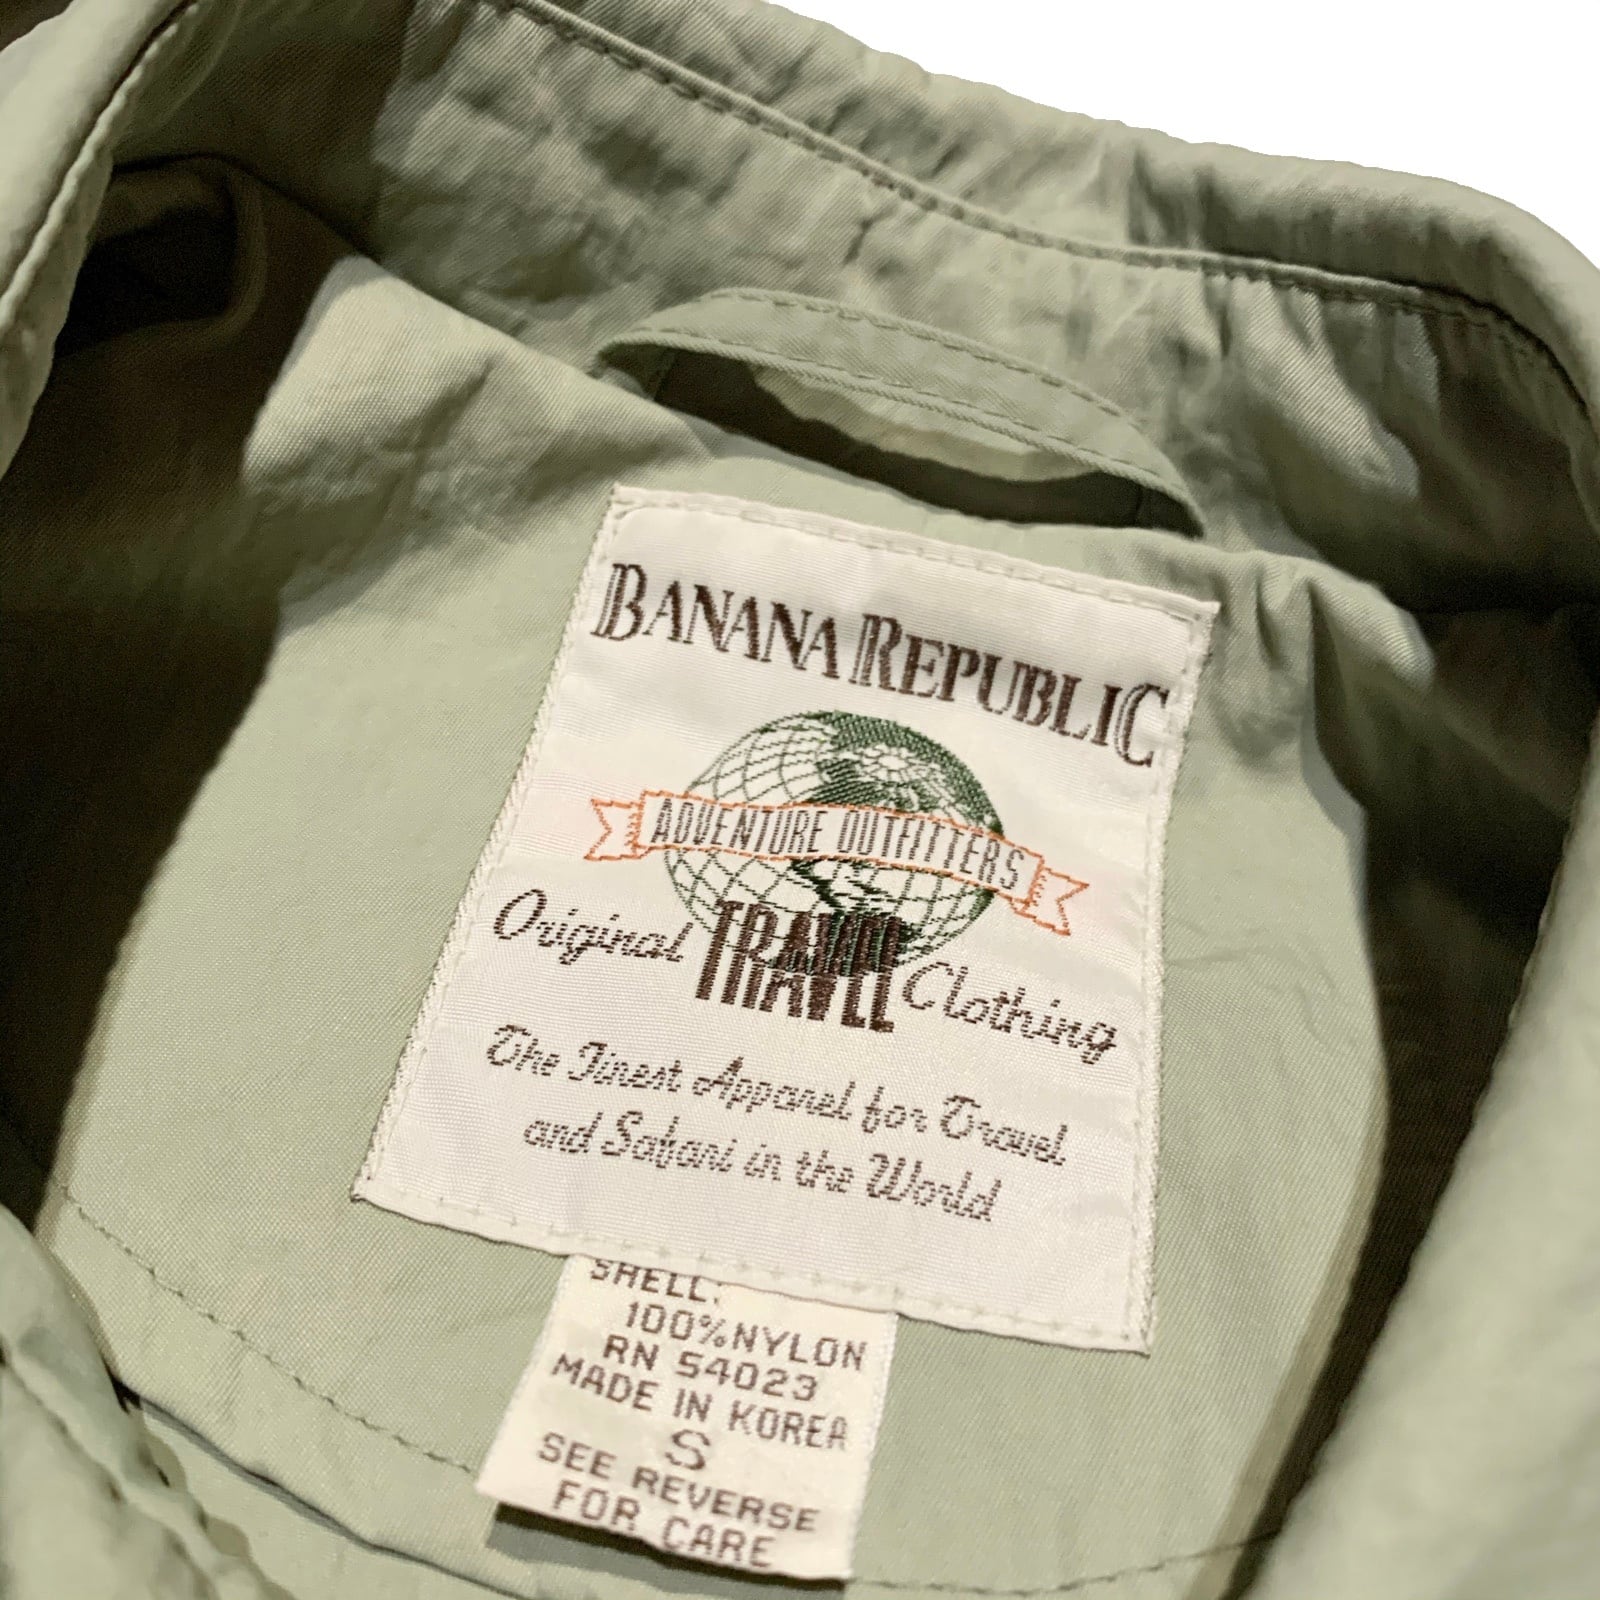 BANANA REPUBLIC
ADVENTURE OUTFITTERS
Original TRAVEL Clothing
The Finest Apparel for Travel
and Safari in the World
SHELL:
100% NYLON
RN 54023
MADE IN KOREA
S
SEE REVERSE
FOR CARE